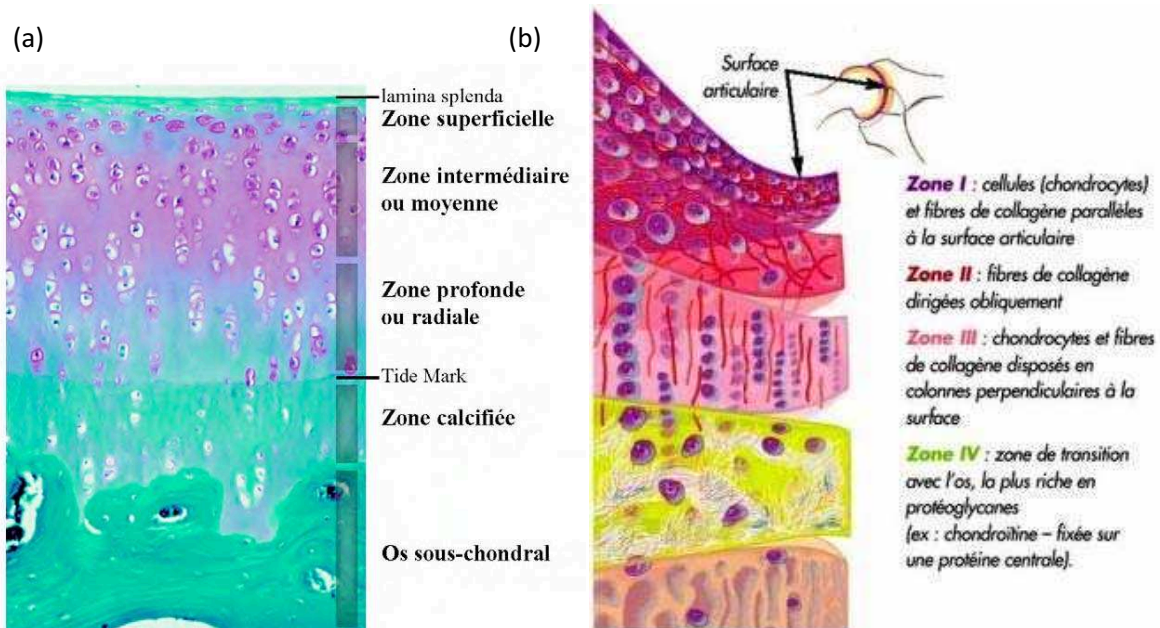 (a)
lamina splenda
Zone superficielle
Zone intermédiaire
ou moyenne
Zone profonde
ou radiale
Tide Mark
Zone calcifiée
Os sous-chondral
(b)
Surface
articulaire
Zone I : cellules (chondrocytes)
et fibres de collagène parallèles
à la surface articulaire
Zone II : fibres de collagène
dirigées obliquement
Zone III : chondrocytes et fibres
de collagène disposés en
colonnes perpendiculaires à la
surface
Zone IV : zone de transition
avec l'os, la plus riche en
protéoglycanes
(ex : chondroïtine – fixée sur
une protéine centrale).